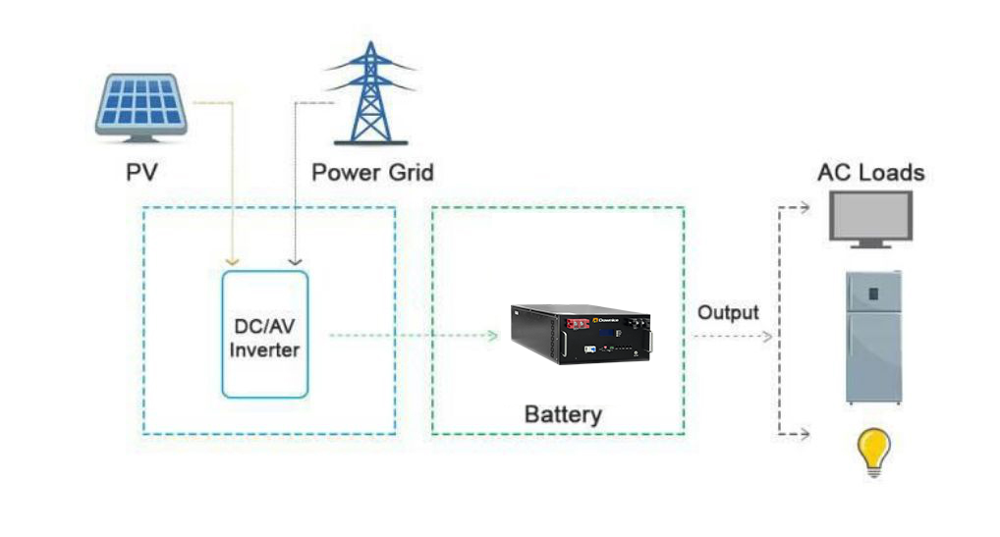 PV
Power Grid
AC Loads
DC/AV
Inverter
Output
Battery